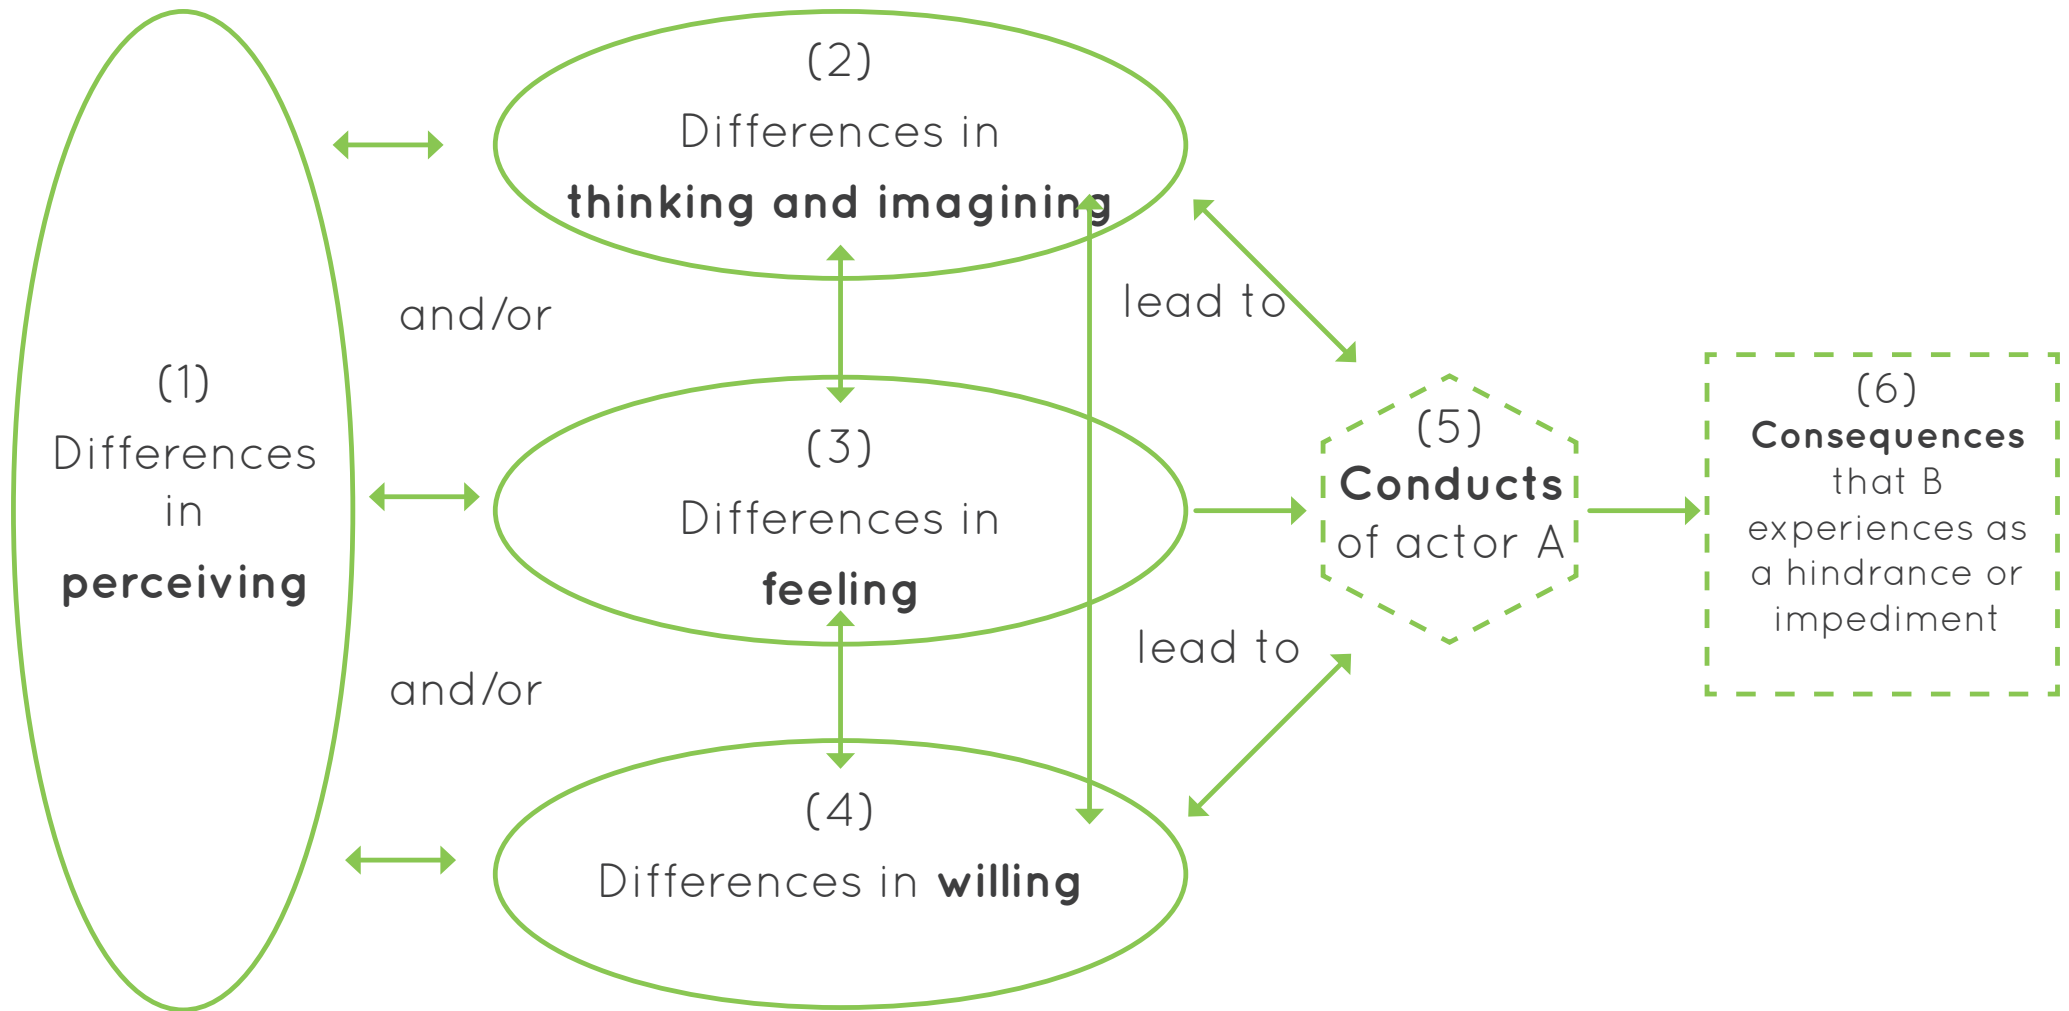 (1)
Differences
in
perceiving
(2)
Differences in
thinking and imagining
and/or
(3)
Differences in
feeling
and/or
(4)
Differences in willing
lead to
lead to
(5)
Conducts
of actor A
(6)
Consequences
that B
experiences as
a hindrance or
impediment